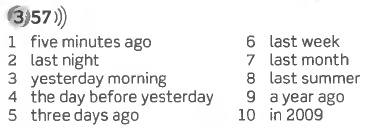 3 57))
1 five minutes ago
2 last night
3 yesterday morning
4 the day before yesterday
5 three days ago
6 last week
7 last month
8 last summer
9 a year ago
10 in 2009